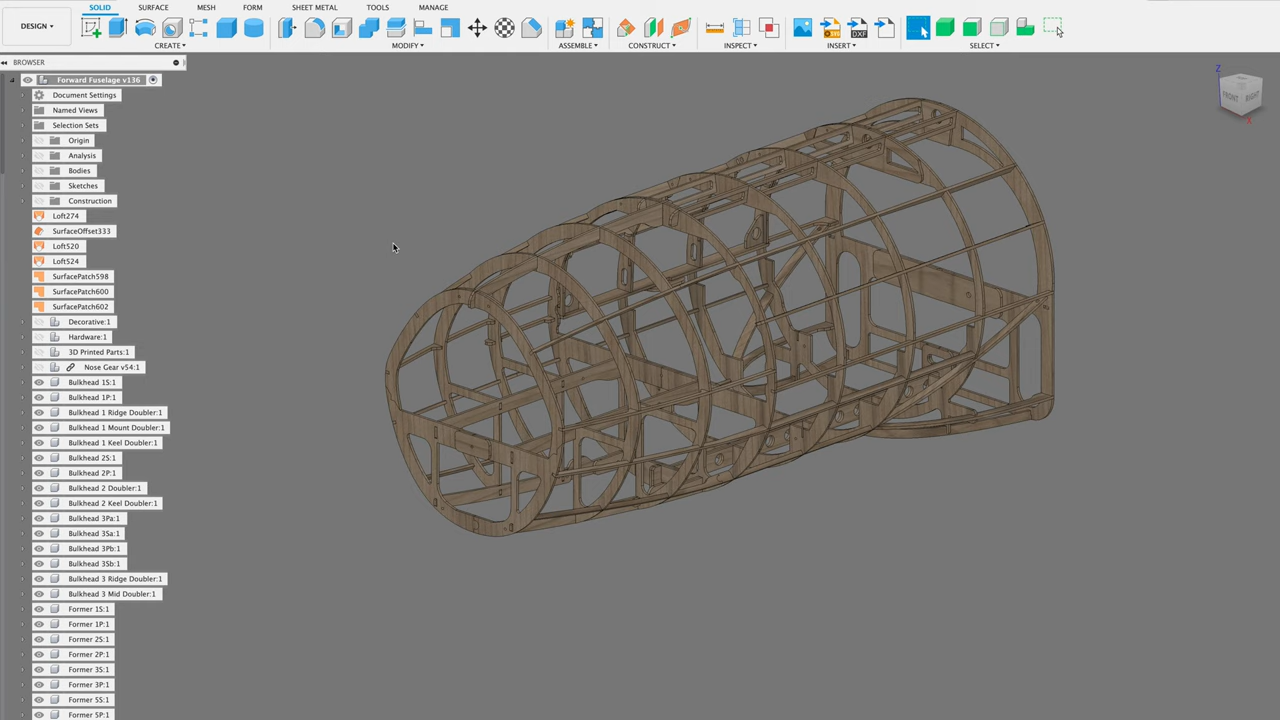 SOLID SURFACE MESH FORM SHEET METAL TOOLS MANAGE
DESIGN ▾
CREATE ▾ MODIFY ▾ ASSEMBLE ▾ CONSTRUCT ▾ INSPECT ▾ INSERT ▾ SELECT ▾
BROWSER
Forward Fuselage v136
Document Settings
Named Views
Selection Sets
Origin
Analysis
Bodies
Sketches
Construction
Loft274
SurfaceOffset333
Loft520
Loft524
SurfacePatch598
SurfacePatch600
SurfacePatch602
Decorative:1
Hardware:1
3D Printed Parts:1
Nose Gear v54:1
Bulkhead 1S:1
Bulkhead 1P:1
Bulkhead 1 Ridge Doubler:1
Bulkhead 1 Mount Doubler:1
Bulkhead 1 Keel Doubler:1
Bulkhead 2S:1
Bulkhead 2P:1
Bulkhead 2 Doubler:1
Bulkhead 2 Keel Doubler:1
Bulkhead 3Pa:1
Bulkhead 3Sa:1
Bulkhead 3Pb:1
Bulkhead 3Sb:1
Bulkhead 3 Ridge Doubler:1
Bulkhead 3 Mid Doubler:1
Former 1S:1
Former 1P:1
Former 2S:1
Former 2P:1
Former 3S:1
Former 3P:1
Former 5S:1
Former 5P:1
Z
FRONT RIGHT
X